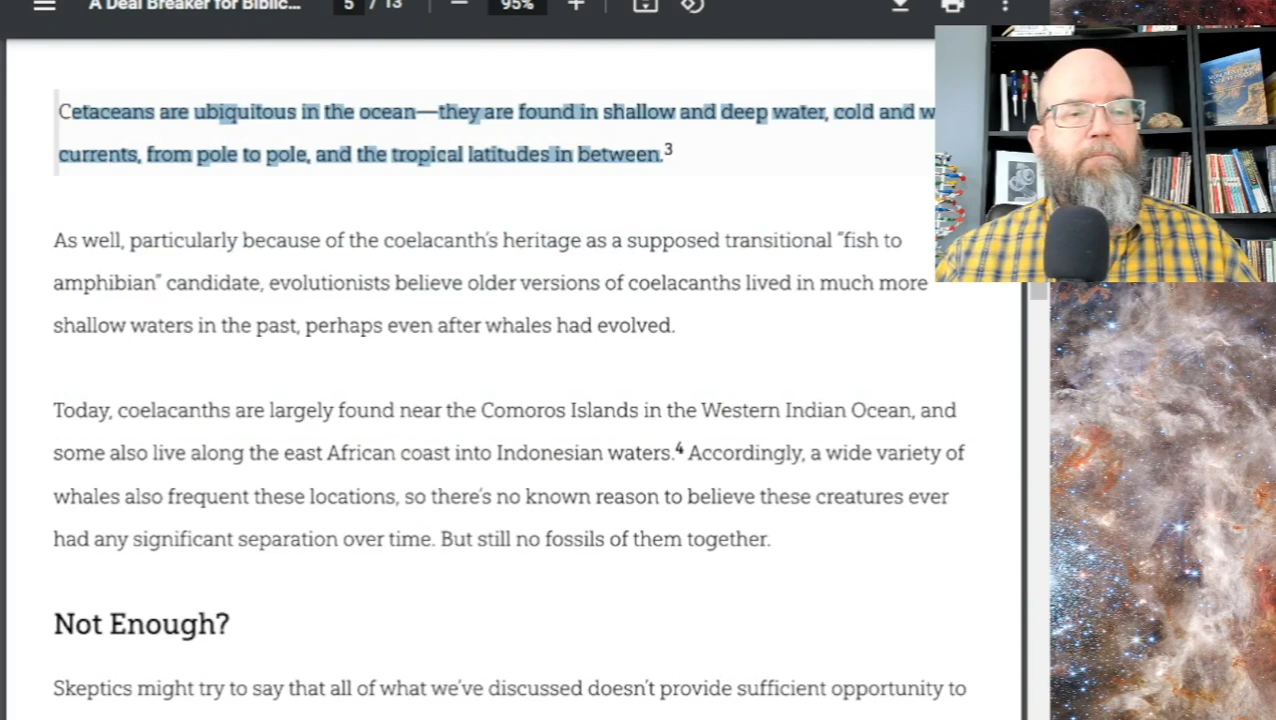 A Deal Breaker for Biblic...
5 / 13
95%
Cetaceans are ubiquitous in the ocean—they are found in shallow and deep water, cold and w
currents, from pole to pole, and the tropical latitudes in between.3
As well, particularly because of the coelacanth's heritage as a supposed transitional "fish to
amphibian" candidate, evolutionists believe older versions of coelacanths lived in much more
shallow waters in the past, perhaps even after whales had evolved.
Today, coelacanths are largely found near the Comoros Islands in the Western Indian Ocean, and
some also live along the east African coast into Indonesian waters.4 Accordingly, a wide variety of
whales also frequent these locations, so there's no known reason to believe these creatures ever
had any significant separation over time. But still no fossils of them together.
Not Enough?
Skeptics might try to say that all of what we've discussed doesn't provide sufficient opportunity to